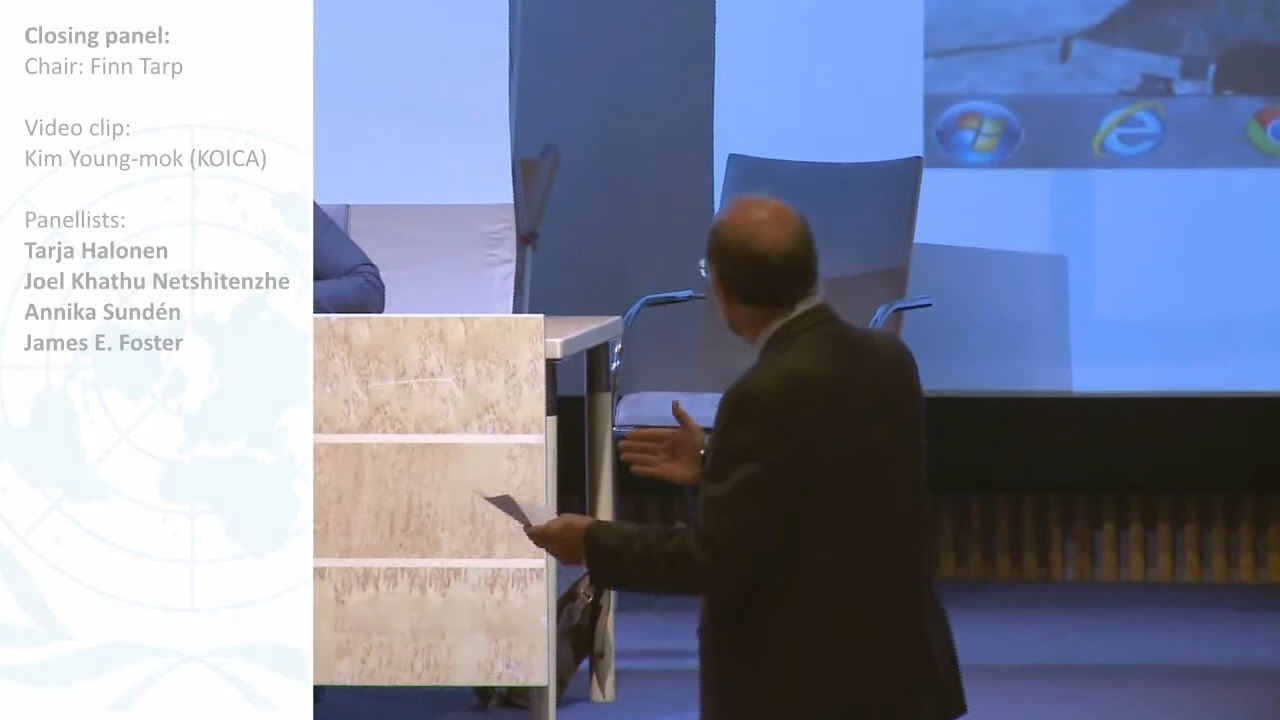 Closing panel:
Chair: Finn Tarp
Video clip:
Kim Young-mok (KOICA)
Panellists:
Tarja Halonen
Joel Khathu Netshitenzhe
Annika Sundén
James E. Foster